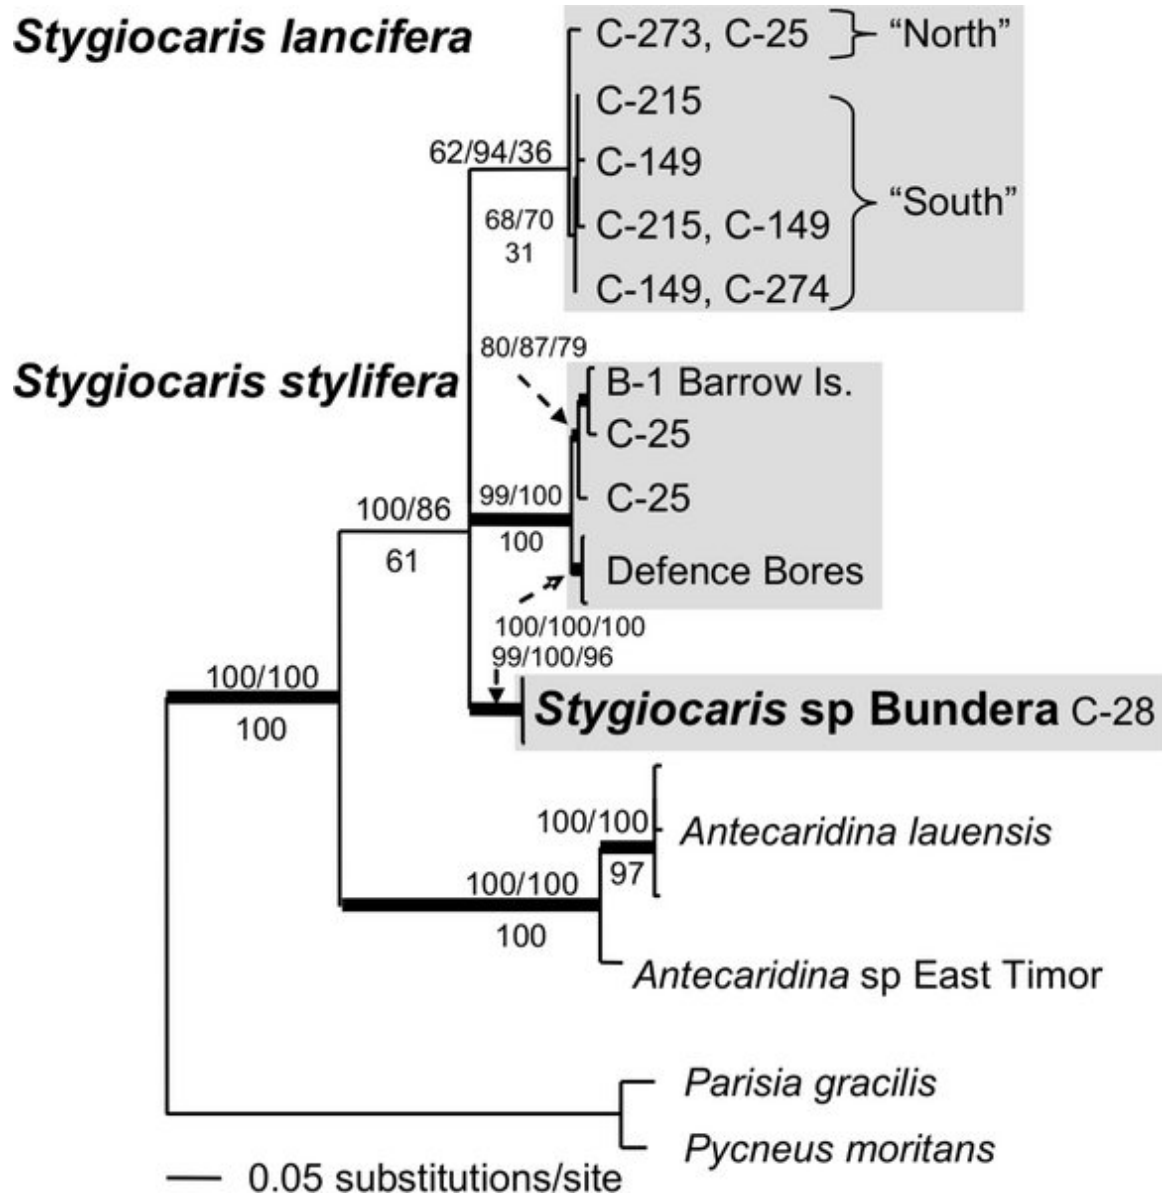 Stygiocaris lancifera
C-273, C-25 "North"
C-215
62/94/36
C-149
"South"
68/70
C-215, C-149
31
C-149, C-274
80/87/79
Stygiocaris stylifera
B-1 Barrow Is.
C-25
99/100
C-25
100/86
100
61
Defence Bores
100/100/100
99/100/96
100/100
Stygiocaris sp Bundera C-28
100
100/100
Antecaridina lauensis
97
100/100
100
Antecaridina sp East Timor
Parisia gracilis
Pycneus moritans
0.05 substitutions/site